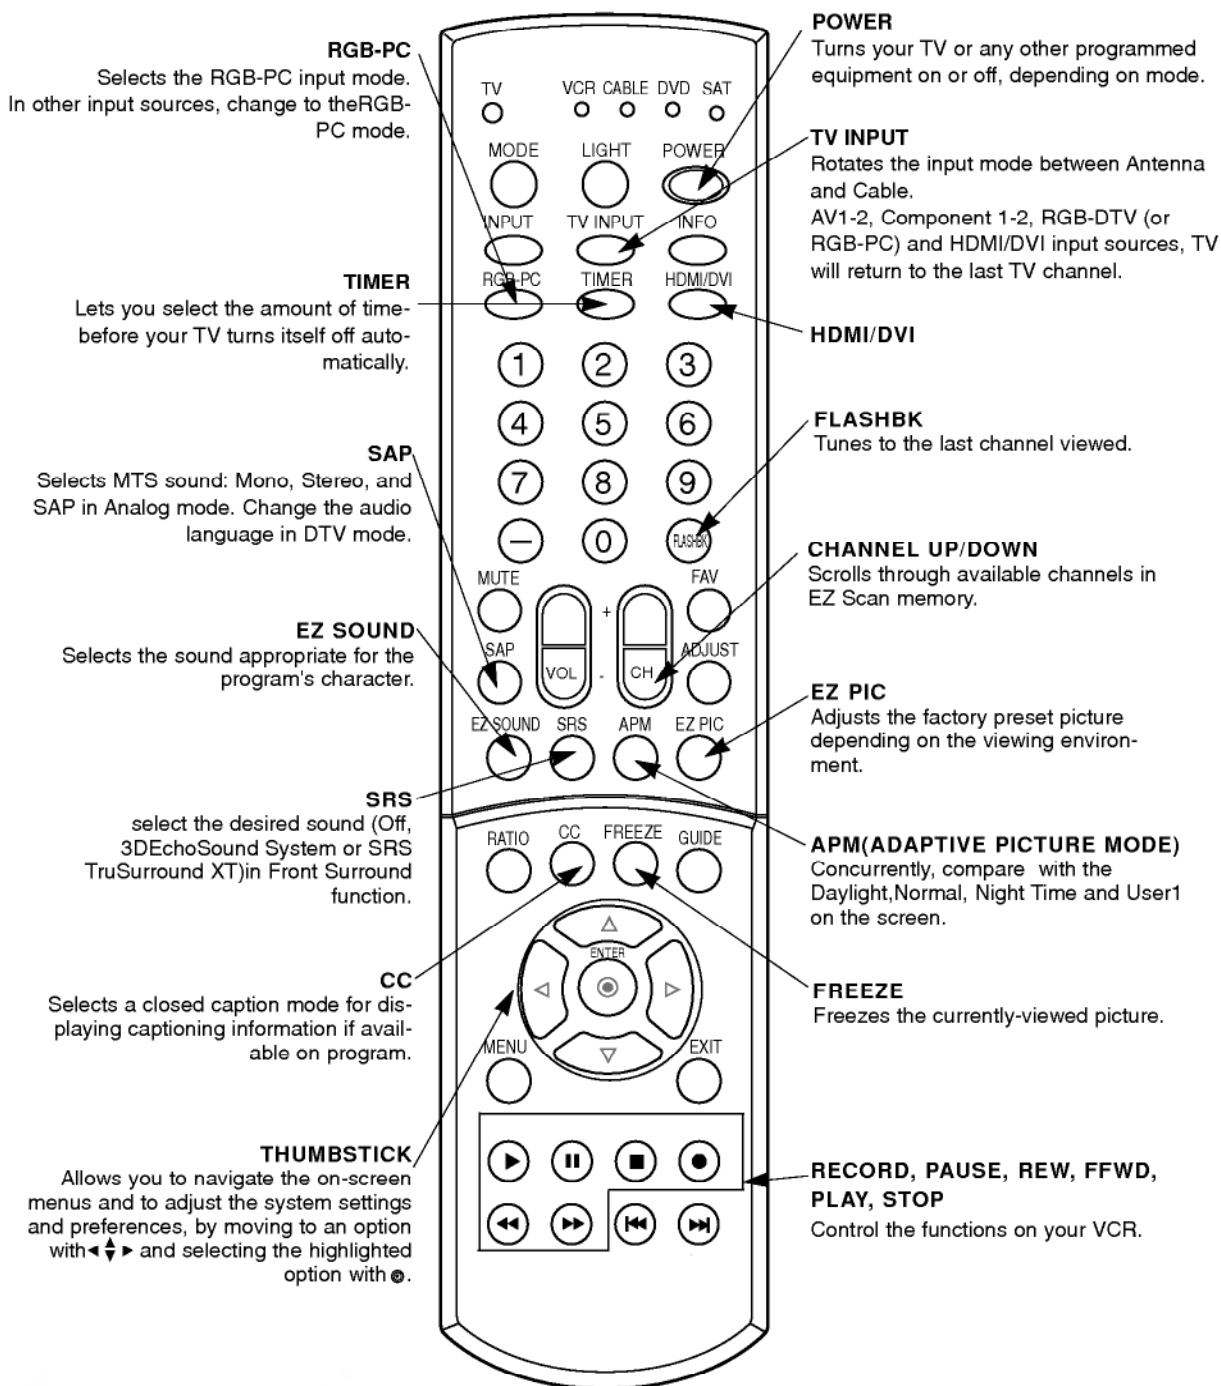 RGB-PC
Selects the RGB-PC input mode.
In other input sources, change to theRGB-
PC mode.
TIMER
Lets you select the amount of time-
before your TV turns itself off auto-
matically.
SAP
Selects MTS sound: Mono, Stereo, and
SAP in Analog mode. Change the audio
language in DTV mode.
EZ SOUND
Selects the sound appropriate for the
program's character.
SRS
select the desired sound (Off,
3DEchoSound System or SRS
TruSurround XT)in Front Surround
function.
CC
Selects a closed caption mode for dis-
playing captioning information if avail-
able on program.
THUMBSTICK
Allows you to navigate the on-screen
menus and to adjust the system settings
and preferences, by moving to an option
with◄▲▼► and selecting the highlighted
option with ◉.
TV VCR CABLE DVD SAT
MODE LIGHT POWER
INPUT TV INPUT INFO
RGB-PC TIMER HDMI/DVI
1 2 3
4 5 6
7 8 9
— 0 FLASHBK
MUTE + FAV
SAP VOL - CH ADJUST
EZ SOUND SRS APM EZ PIC
RATIO CC FREEZE GUIDE
ENTER
MENU EXIT
POWER
Turns your TV or any other programmed
equipment on or off, depending on mode.
TV INPUT
Rotates the input mode between Antenna
and Cable.
AV1-2, Component 1-2, RGB-DTV (or
RGB-PC) and HDMI/DVI input sources, TV
will return to the last TV channel.
HDMI/DVI
FLASHBK
Tunes to the last channel viewed.
CHANNEL UP/DOWN
Scrolls through available channels in
EZ Scan memory.
EZ PIC
Adjusts the factory preset picture
depending on the viewing environ-
ment.
APM(ADAPTIVE PICTURE MODE)
Concurrently, compare with the
Daylight,Normal, Night Time and User1
on the screen.
FREEZE
Freezes the currently-viewed picture.
RECORD, PAUSE, REW, FFWD,
PLAY, STOP
Control the functions on your VCR.